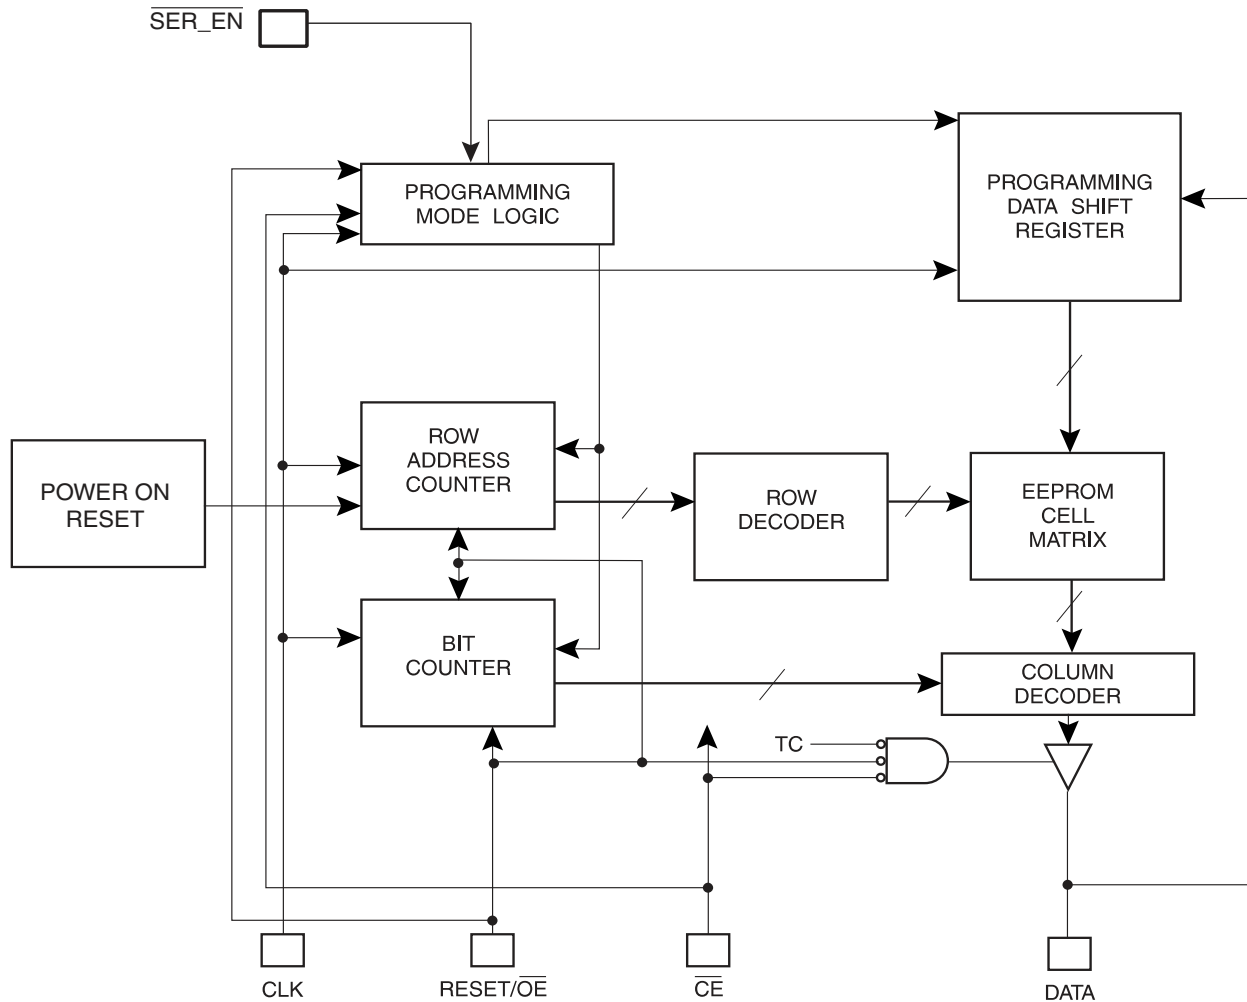 SER_EN
PROGRAMMING
MODE LOGIC
PROGRAMMING
DATA SHIFT
REGISTER
POWER ON
RESET
ROW
ADDRESS
COUNTER
ROW
DECODER
EEPROM
CELL
MATRIX
BIT
COUNTER
COLUMN
DECODER
TC
CLK
RESET/OE
CE
DATA